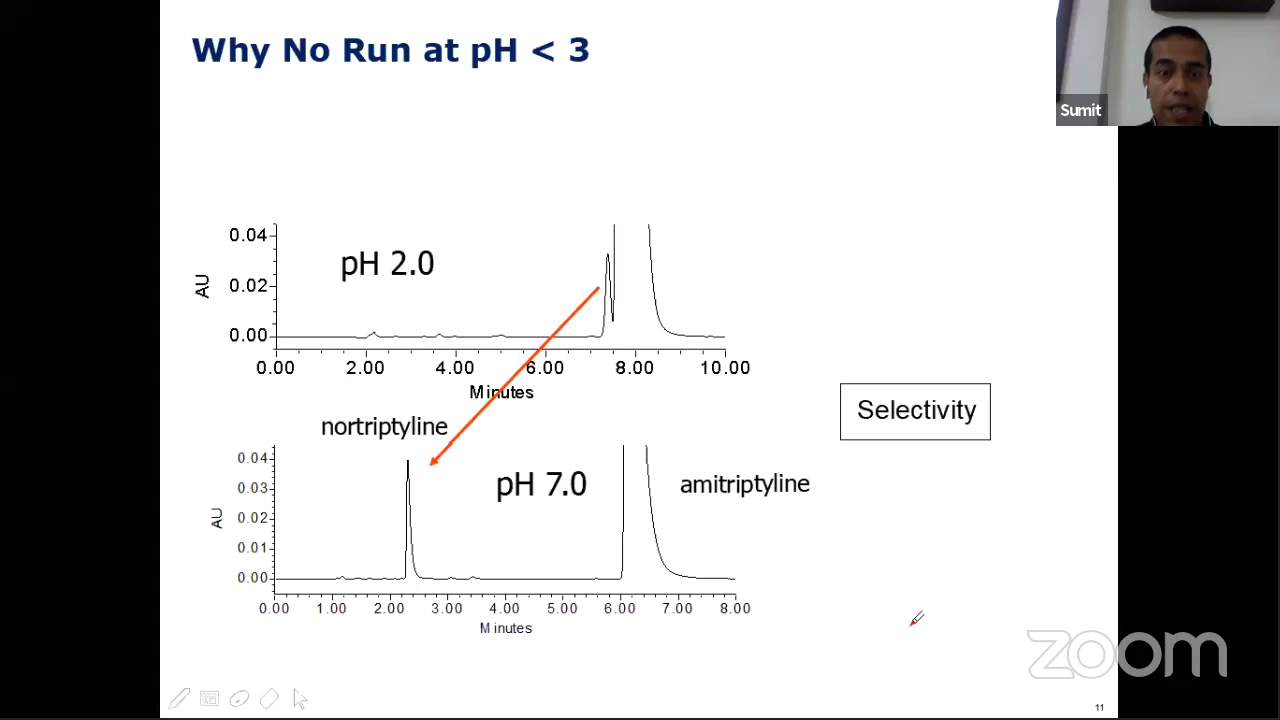 Why No Run at pH < 3
Sumit
0.04
pH 2.0
AU
0.02
0.00
0.00 2.00 4.00 6.00 8.00 10.00
Minutes
Selectivity
nortriptyline
0.04
pH 7.0
amitriptyline
0.03
AU
0.02
0.01
0.00
0.00 1.00 2.00 3.00 4.00 5.00 6.00 7.00 8.00
Minutes
zoom
11